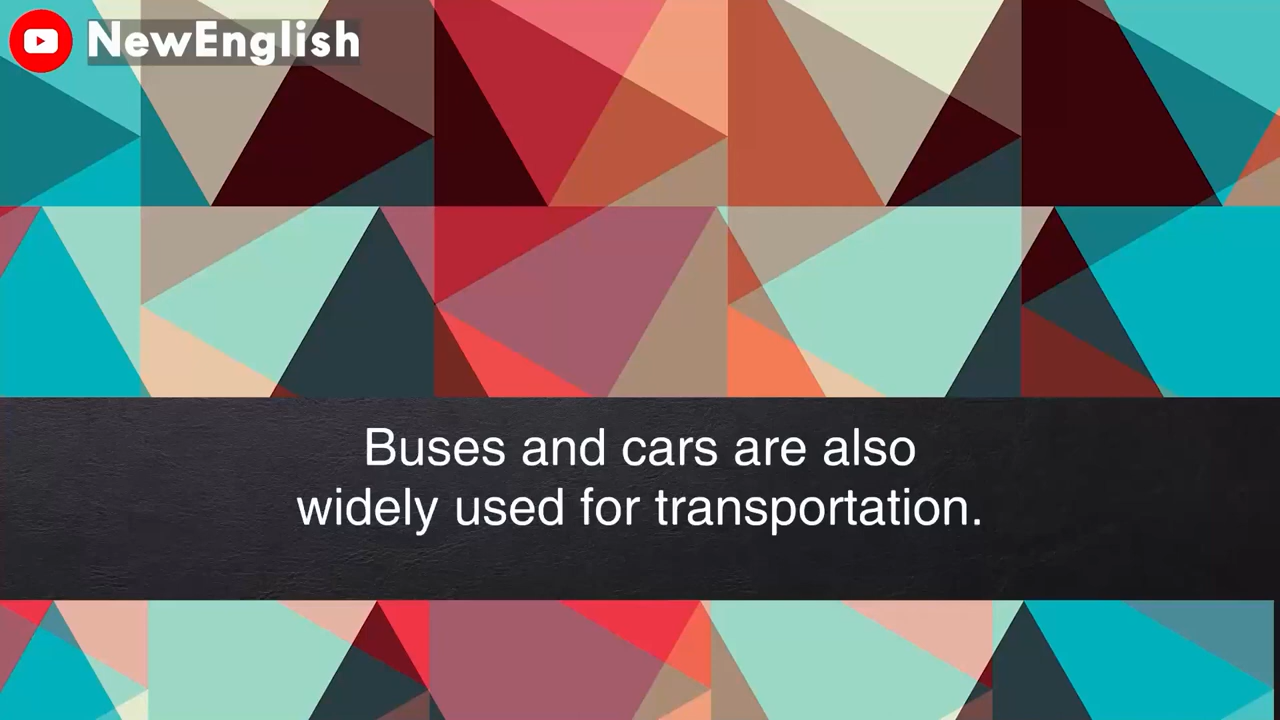 NewEnglish
Buses and cars are also
widely used for transportation.